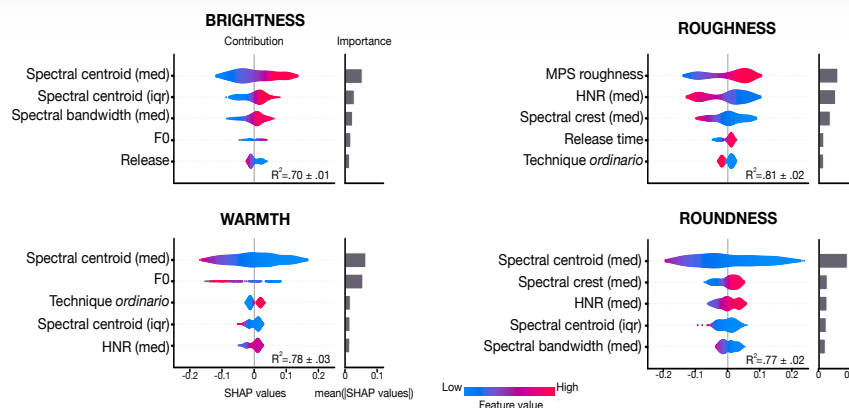 BRIGHTNESS
Contribution
Importance
Spectral centroid (med)
Spectral centroid (iqr)
Spectral bandwidth (med)
F0
Release
R²=.70 ± .01
ROUGHNESS
MPS roughness
HNR (med)
Spectral crest (med)
Release time
Technique ordinario
R²=.81 ± .02
WARMTH
Spectral centroid (med)
F0
Technique ordinario
Spectral centroid (iqr)
HNR (med)
R²=.78 ± .03
-0.2 -0.1 0 0.1 0.2
0 0.1
SHAP values
mean(|SHAP values|)
ROUNDNESS
Spectral centroid (med)
Spectral crest (med)
HNR (med)
Spectral centroid (iqr)
Spectral bandwidth (med)
R²=.77 ± .02
-0.2 -0.1 0 0.1 0.2
0
Low High
Feature value